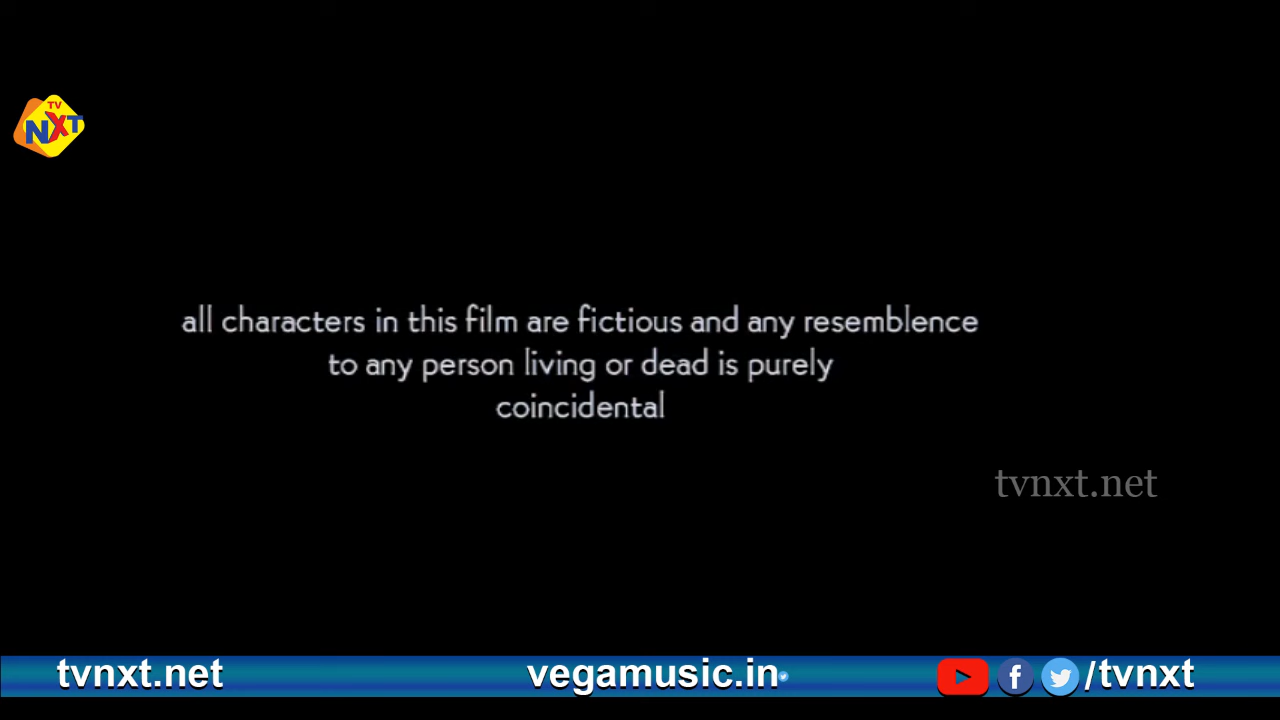 TV
NXT
all characters in this film are fictious and any resemblence
to any person living or dead is purely
coincidental
tvnxt.net
tvnxt.net
vegamusic.in
/tvnxt